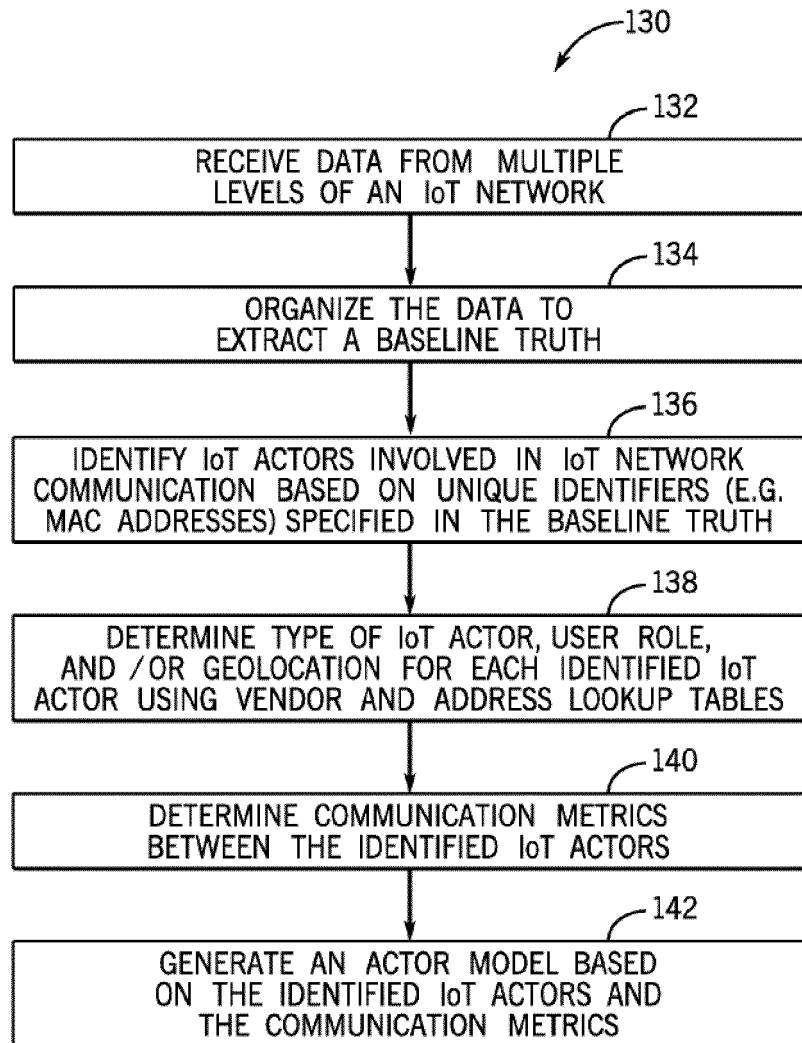 130
132
RECEIVE DATA FROM MULTIPLE
LEVELS OF AN IoT NETWORK
134
ORGANIZE THE DATA TO
EXTRACT A BASELINE TRUTH
136
IDENTIFY IoT ACTORS INVOLVED IN IoT NETWORK
COMMUNICATION BASED ON UNIQUE IDENTIFIERS (E.G.
MAC ADDRESSES) SPECIFIED IN THE BASELINE TRUTH
138
DETERMINE TYPE OF IoT ACTOR, USER ROLE,
AND /OR GEOLOCATION FOR EACH IDENTIFIED IoT
ACTOR USING VENDOR AND ADDRESS LOOKUP TABLES
140
DETERMINE COMMUNICATION METRICS
BETWEEN THE IDENTIFIED IoT ACTORS
142
GENERATE AN ACTOR MODEL BASED
ON THE IDENTIFIED IoT ACTORS AND
THE COMMUNICATION METRICS